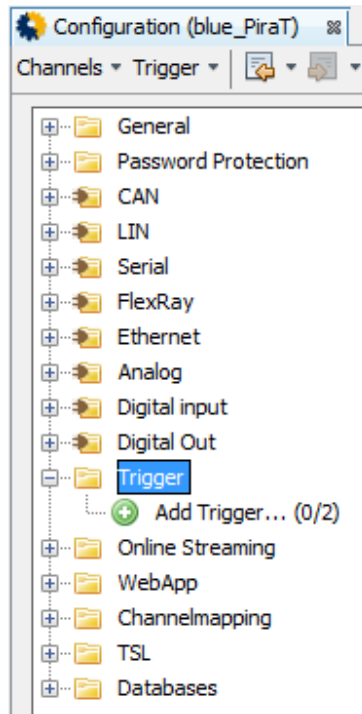 Configuration (blue_PiraT)
Channels Trigger
General
Password Protection
CAN
LIN
Serial
FlexRay
Ethernet
Analog
Digital input
Digital Out
Trigger
Add Trigger... (0/2)
Online Streaming
WebApp
Channelmapping
TSL
Databases